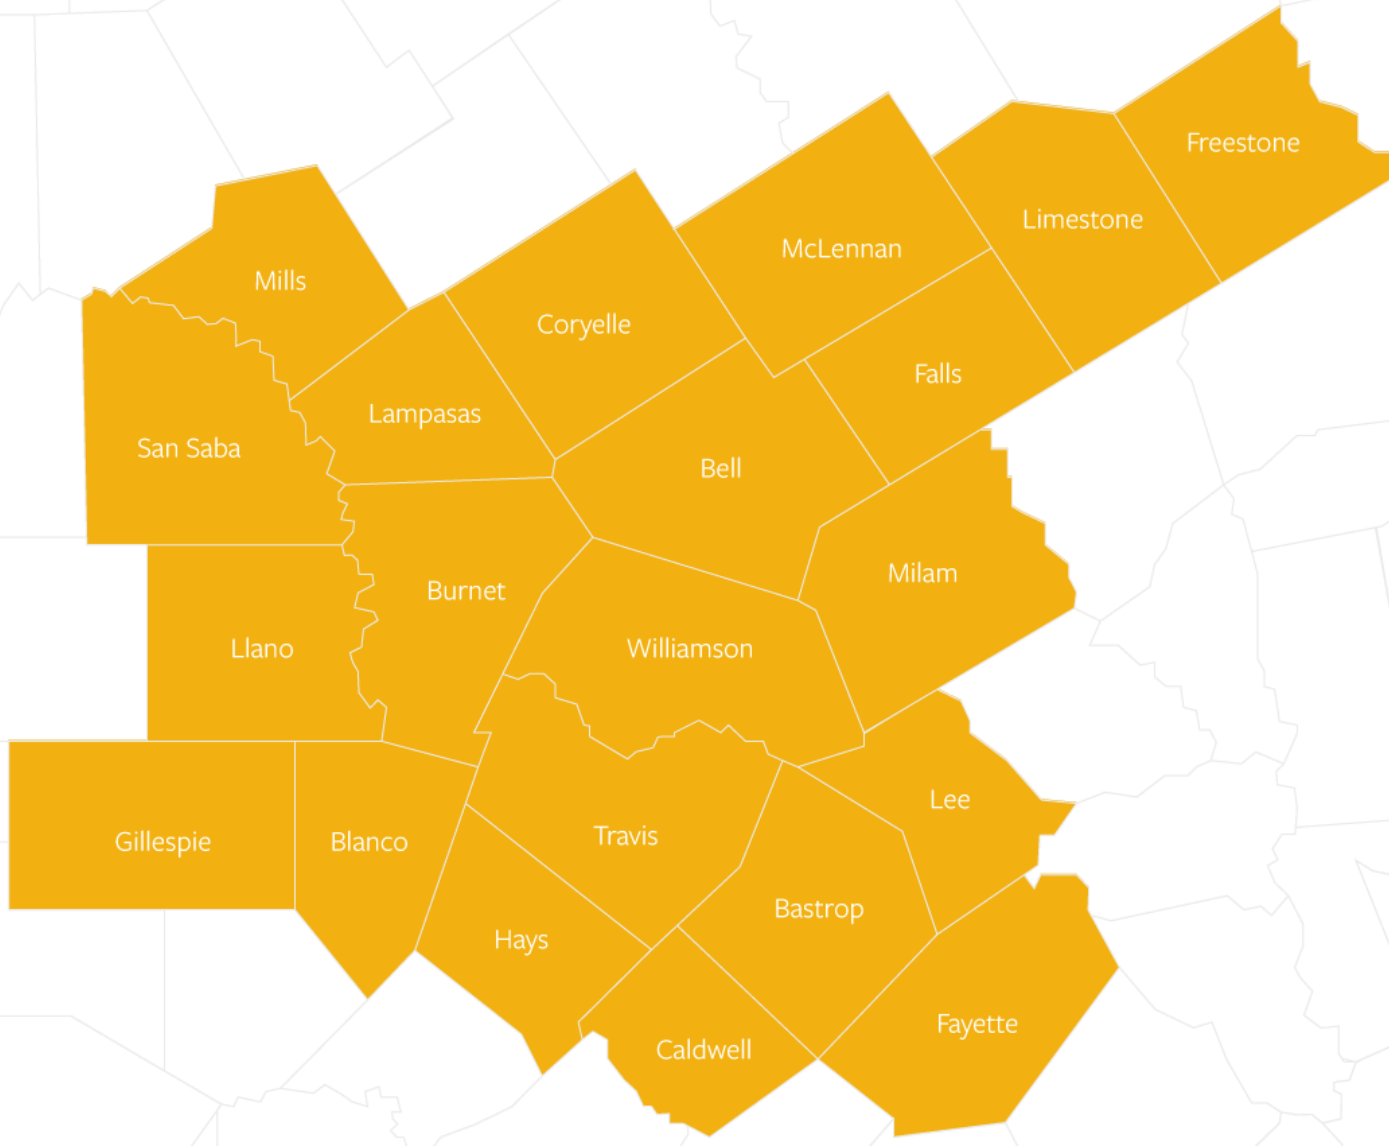 Freestone
Limestone
McLennan
Mills
Coryelle
Falls
Lampasas
San Saba
Bell
Milam
Burnet
Llano
Williamson
Lee
Travis
Gillespie
Blanco
Bastrop
Hays
Fayette
Caldwell